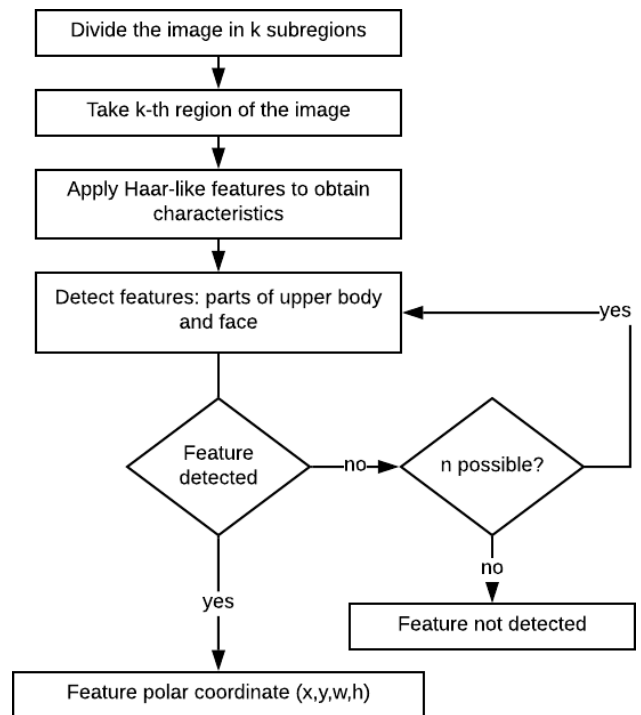 Divide the image in k subregions
Take k-th region of the image
Apply Haar-like features to obtain
characteristics
Detect features: parts of upper body
and face
yes
Feature
detected
no
n possible?
no
yes
Feature not detected
Feature polar coordinate (x,y,w,h)